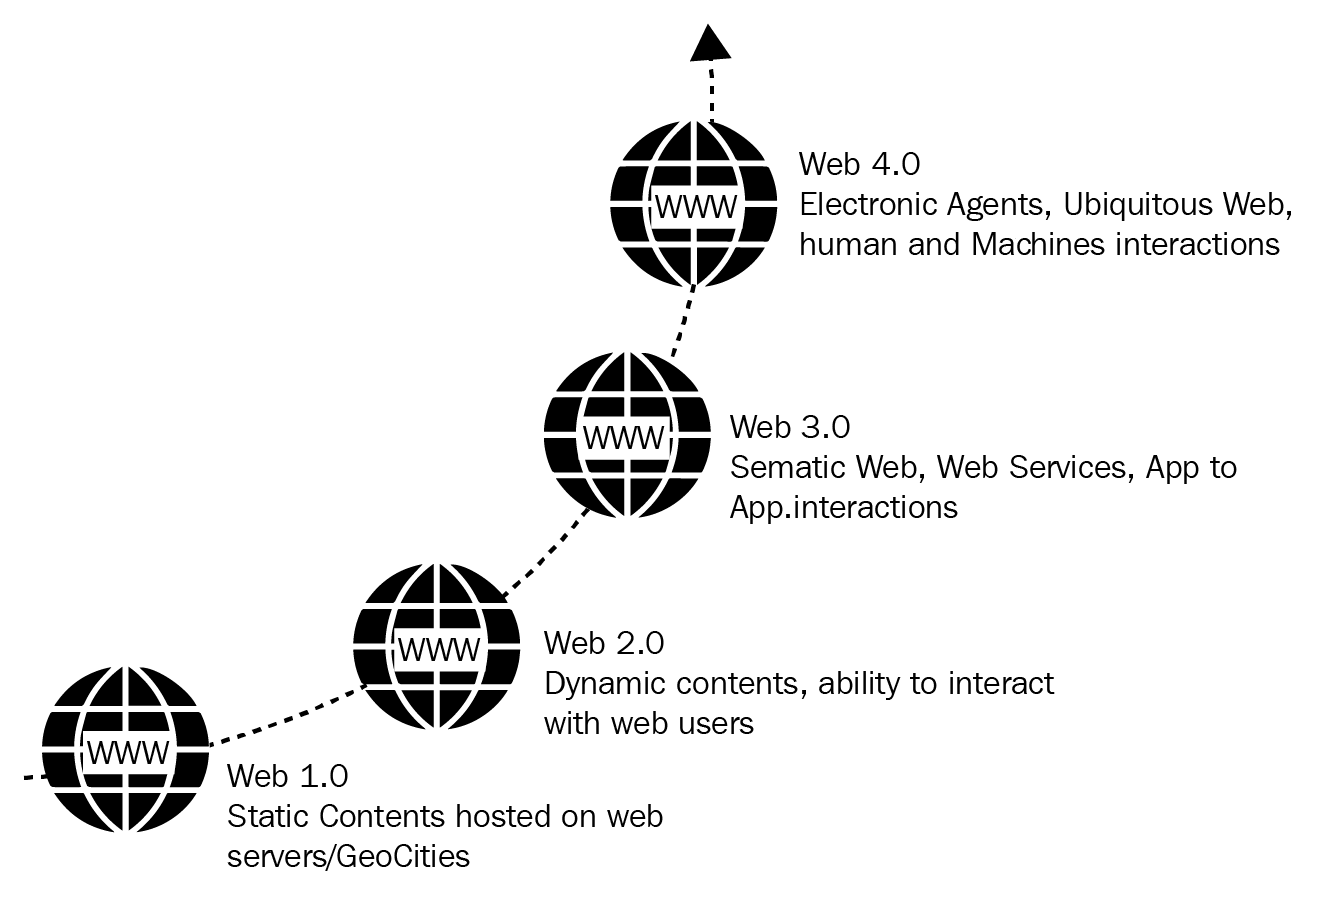 WWW
Web 4.0
Electronic Agents, Ubiquitous Web,
human and Machines interactions
WWW
Web 3.0
Sematic Web, Web Services, App to
App.interactions
WWW
Web 2.0
Dynamic contents, ability to interact
with web users
WWW
Web 1.0
Static Contents hosted on web
servers/GeoCities